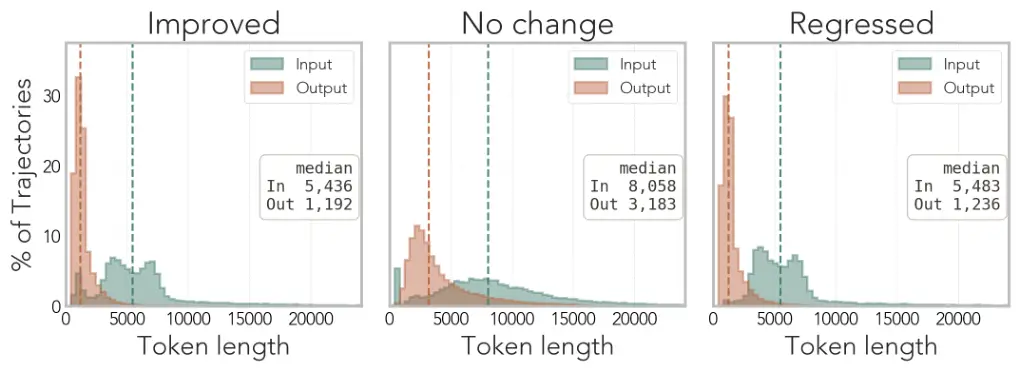 Improved
No change
Regressed
% of Trajectories
30
20
10
0
Input
Output
median
In 5,436
Out 1,192
0 5000 10000 15000 20000
Token length
Input
Output
median
In 8,058
Out 3,183
0 5000 10000 15000 20000
Token length
Input
Output
median
In 5,483
Out 1,236
0 5000 10000 15000 20000
Token length